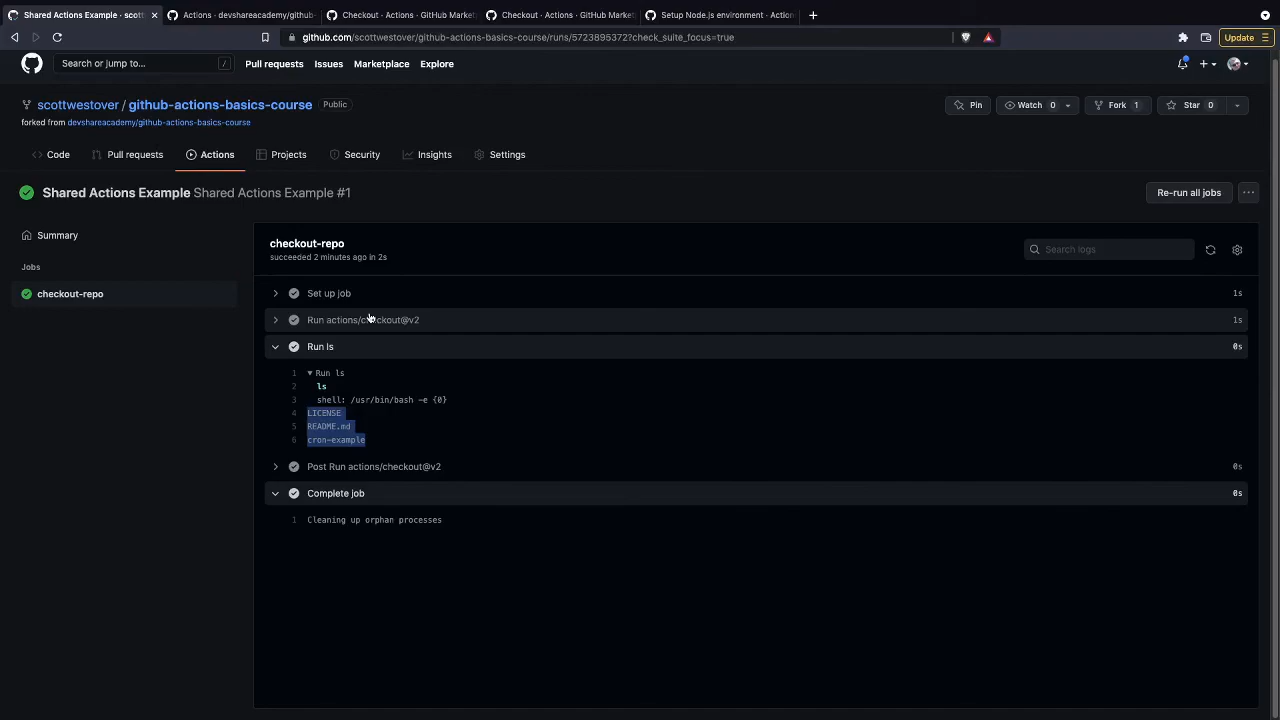 Shared Actions Example · scott
Actions · devshareacademy/github-
Checkout · Actions · GitHub Market
Checkout · Actions · GitHub Market
Setup Node.js environment · Action
github.com/scottwestover/github-actions-basics-course/runs/5723895372?check_suite_focus=true
Update
Search or jump to...
/
Pull requests
Issues
Marketplace
Explore
scottwestover / github-actions-basics-course
Public
Pin
Watch 0
Fork 1
Star 0
forked from devshareacademy/github-actions-basics-course
Code
Pull requests
Actions
Projects
Security
Insights
Settings
Shared Actions Example Shared Actions Example #1
Re-run all jobs
Summary
Jobs
checkout-repo
checkout-repo
succeeded 2 minutes ago in 2s
Search logs
Set up job
1s
Run actions/checkout@v2
1s
Run ls
0s
1 Run ls
2 ls
3 shell: /usr/bin/bash -e {0}
4 LICENSE
5 README.md
6 cron-example
Post Run actions/checkout@v2
0s
Complete job
0s
1 Cleaning up orphan processes